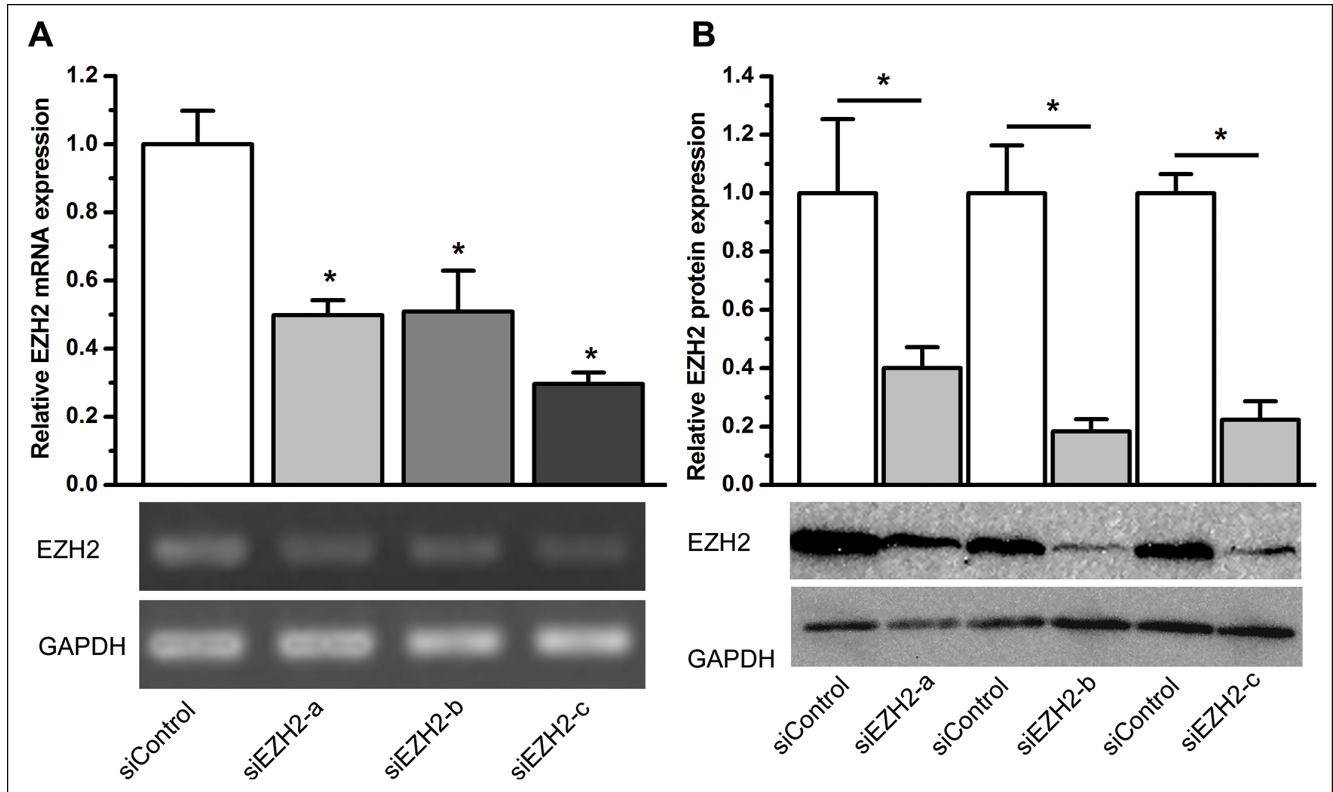 A
Relative EZH2 mRNA expression
1.2
1.0
0.8
0.6
0.4
0.2
0.0
*
*
*
EZH2
GAPDH
siControl
siEZH2-a
siEZH2-b
siEZH2-c
B
Relative EZH2 protein expression
1.4
1.2
1.0
0.8
0.6
0.4
0.2
0.0
*
*
*
EZH2
GAPDH
siControl
siEZH2-a
siControl
siEZH2-b
siControl
siEZH2-c